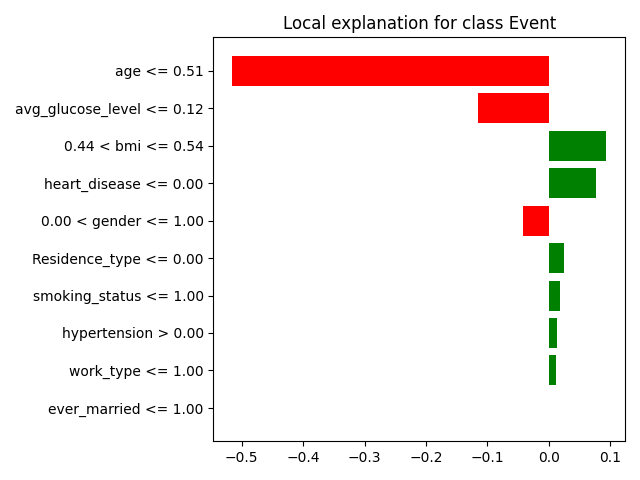 Local explanation for class Event
age <= 0.51
avg_glucose_level <= 0.12
0.44 < bmi <= 0.54
heart_disease <= 0.00
0.00 < gender <= 1.00
Residence_type <= 0.00
smoking_status <= 1.00
hypertension > 0.00
work_type <= 1.00
ever_married <= 1.00
−0.5 −0.4 −0.3 −0.2 −0.1 0.0 0.1